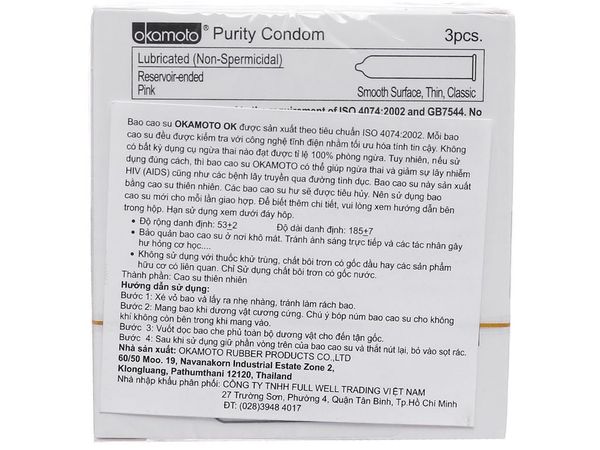 okamoto® Purity Condom 3pcs.
Lubricated (Non-Spermicidal)
Reservoir-ended
Pink Smooth Surface, Thin, Classic
requirement of ISO 4074:2002 and GB7544. No
Bao cao su OKAMOTO OK được sản xuất theo tiêu chuẩn ISO 4074:2002. Mỗi bao
cao su đều được kiểm tra với công nghệ tĩnh điện nhằm tối ưu hóa tính tin cậy. Không
có bất kỳ dụng cụ ngừa thai nào đạt được tỉ lệ 100% phòng ngừa. Tuy nhiên, nếu sử
dụng đúng cách, thì bao cao su OKAMOTO có thể giúp ngừa thai và giảm sự lây nhiễm
HIV (AIDS) cũng như các bệnh lây truyền qua đường tình dục. Bao cao su này sản xuất
bằng cao su thiên nhiên. Các bao cao su hư sẽ được tiêu hủy. Nên sử dụng bao
cao su mới cho mỗi lần giao hợp. Để biết thêm chi tiết, vui lòng xem hướng dẫn bên
trong hộp. Hạn sử dụng xem dưới đáy hộp.
• Độ rộng danh định: 53±2 Độ dài danh định: 185±7
• Bảo quản bao cao su ở nơi khô mát. Tránh ánh sáng trực tiếp và các tác nhân gây
hư hỏng cơ học....
• Không sử dụng với thuốc khử trùng, chất bôi trơn có gốc dầu hay các sản phẩm
hữu cơ có liên quan. Chỉ Sử dụng chất bôi trơn có gốc nước.
Thành phần: Cao su thiên nhiên
Hướng dẫn sử dụng:
Bước 1: Xé vỏ bao và lấy ra nhẹ nhàng, tránh làm rách bao.
Bước 2: Mang bao khi dương vật cương cứng. Chú ý bóp núm bao cao su cho không
khí không còn bên trong khi mang vào.
Bước 3: Vuốt dọc bao che phủ toàn bộ dương vật cho đến tận gốc.
Bước 4: Sau khi sử dụng giữ phần vòng trên của bao cao su và thắt nút lại, bỏ vào sọt rác.
Nhà sản xuất: OKAMOTO RUBBER PRODUCTS CO.,LTD
60/50 Moo. 19, Navanakorn Industrial Estate Zone 2,
Klongluang, Pathumthani 12120, Thailand
Nhà nhập khẩu phân phối: CÔNG TY TNHH FULL WELL TRADING VIỆT NAM
27 Trường Sơn, Phường 4, Quận Tân Bình, Tp.Hồ Chí Minh
ĐT: (028)3948 4017